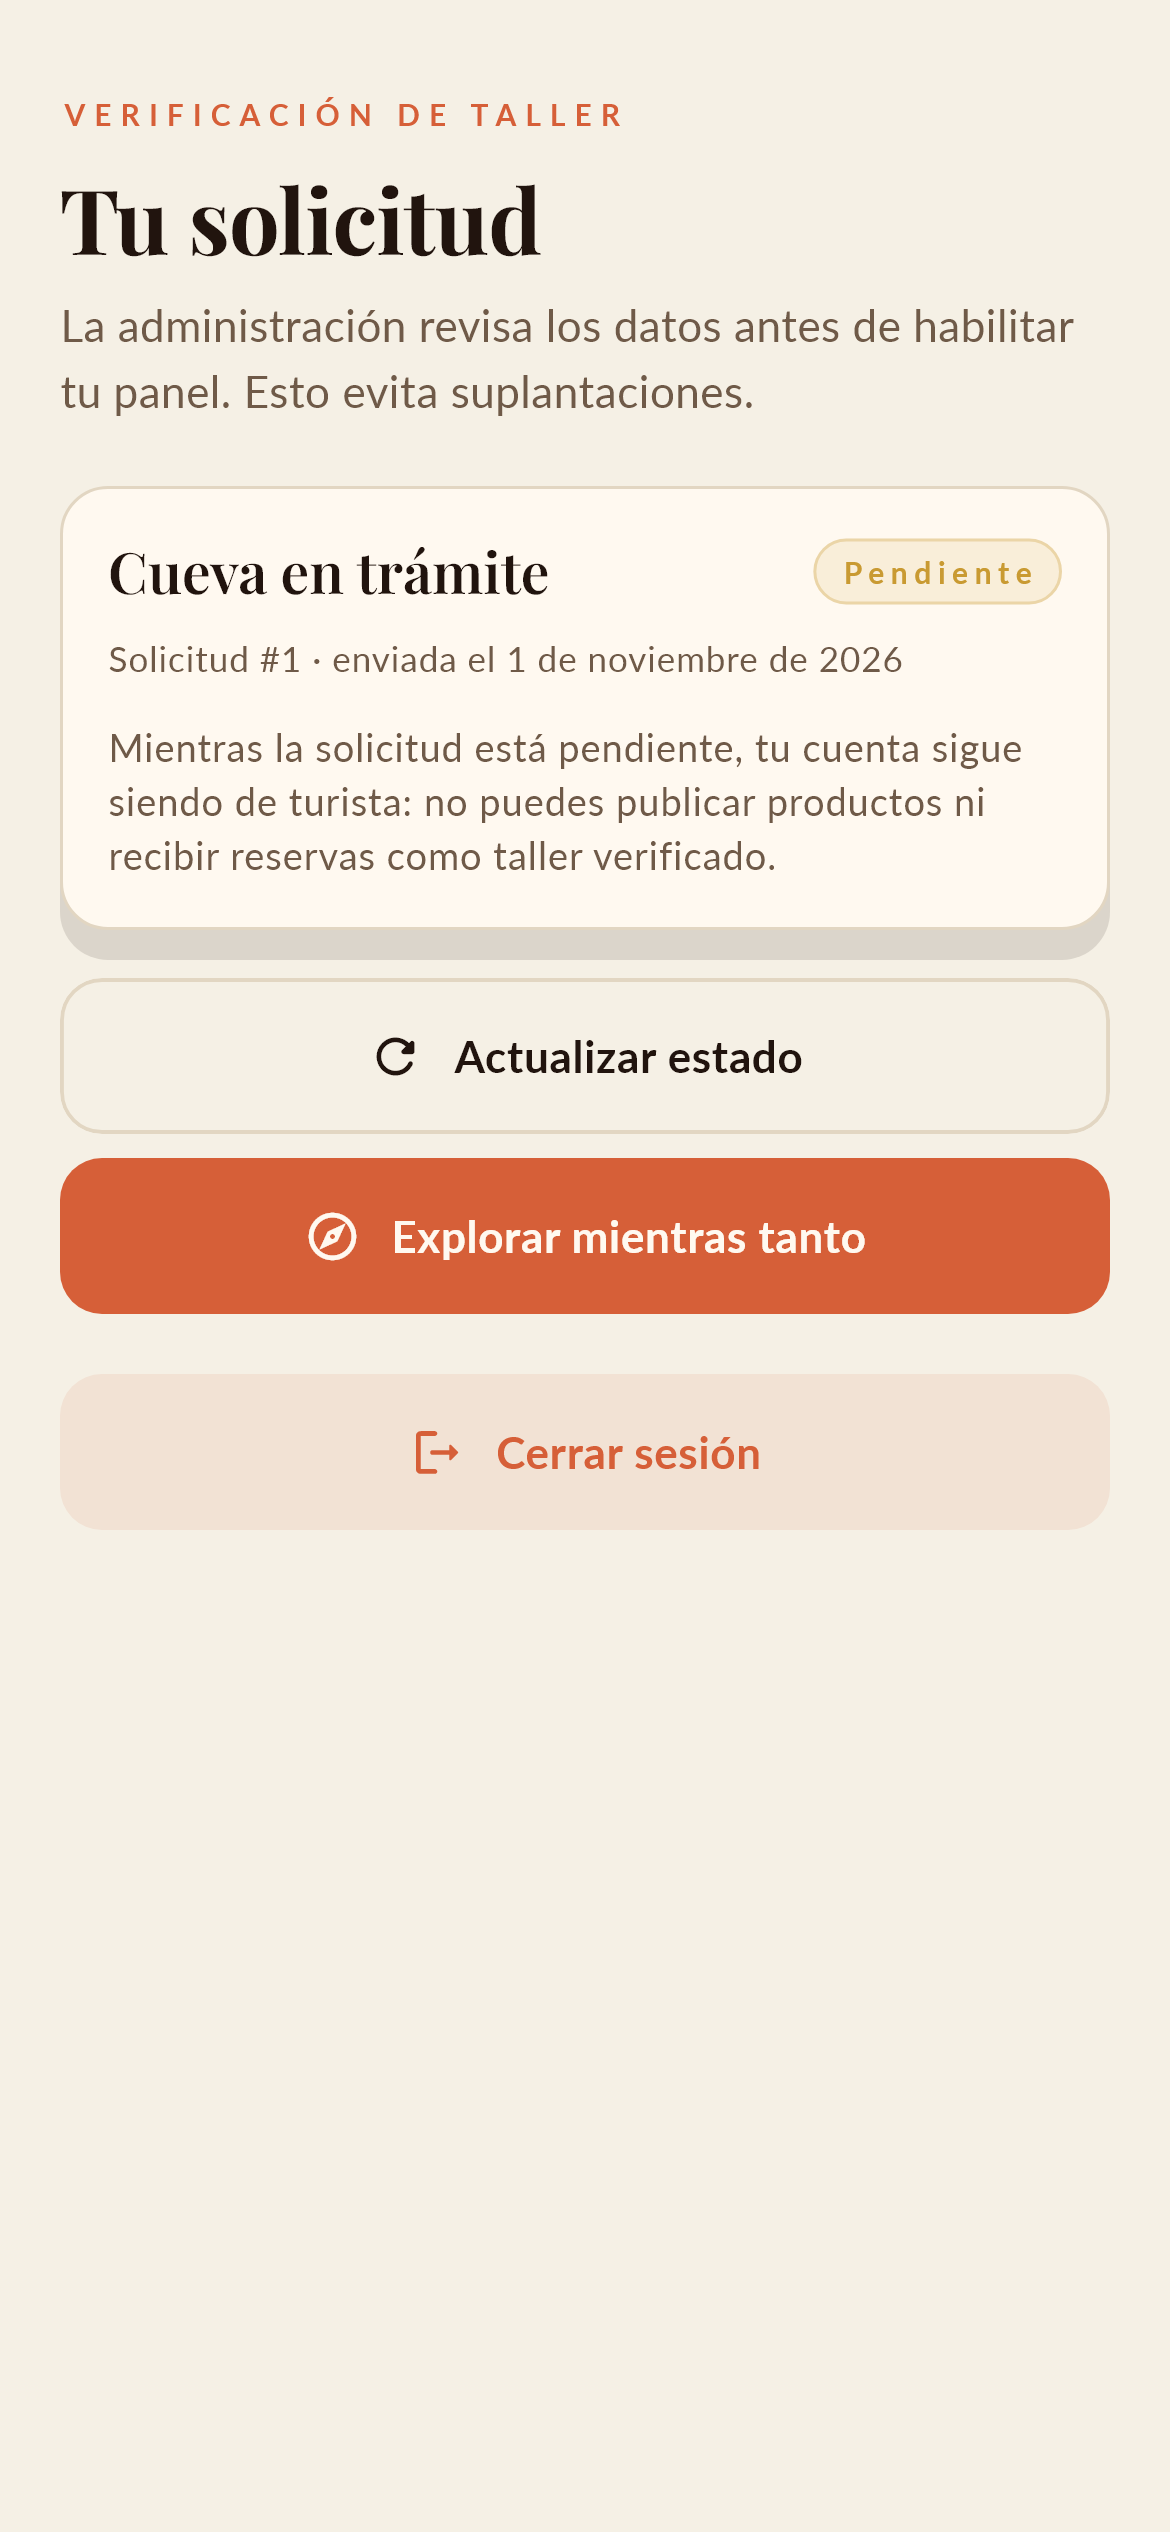 VERIFICACIÓN DE TALLER
Tu solicitud
La administración revisa los datos antes de habilitar
tu panel. Esto evita suplantaciones.
Cueva en trámite
Pendiente
Solicitud #1 · enviada el 1 de noviembre de 2026
Mientras la solicitud está pendiente, tu cuenta sigue
siendo de turista: no puedes publicar productos ni
recibir reservas como taller verificado.
Actualizar estado
Explorar mientras tanto
Cerrar sesión